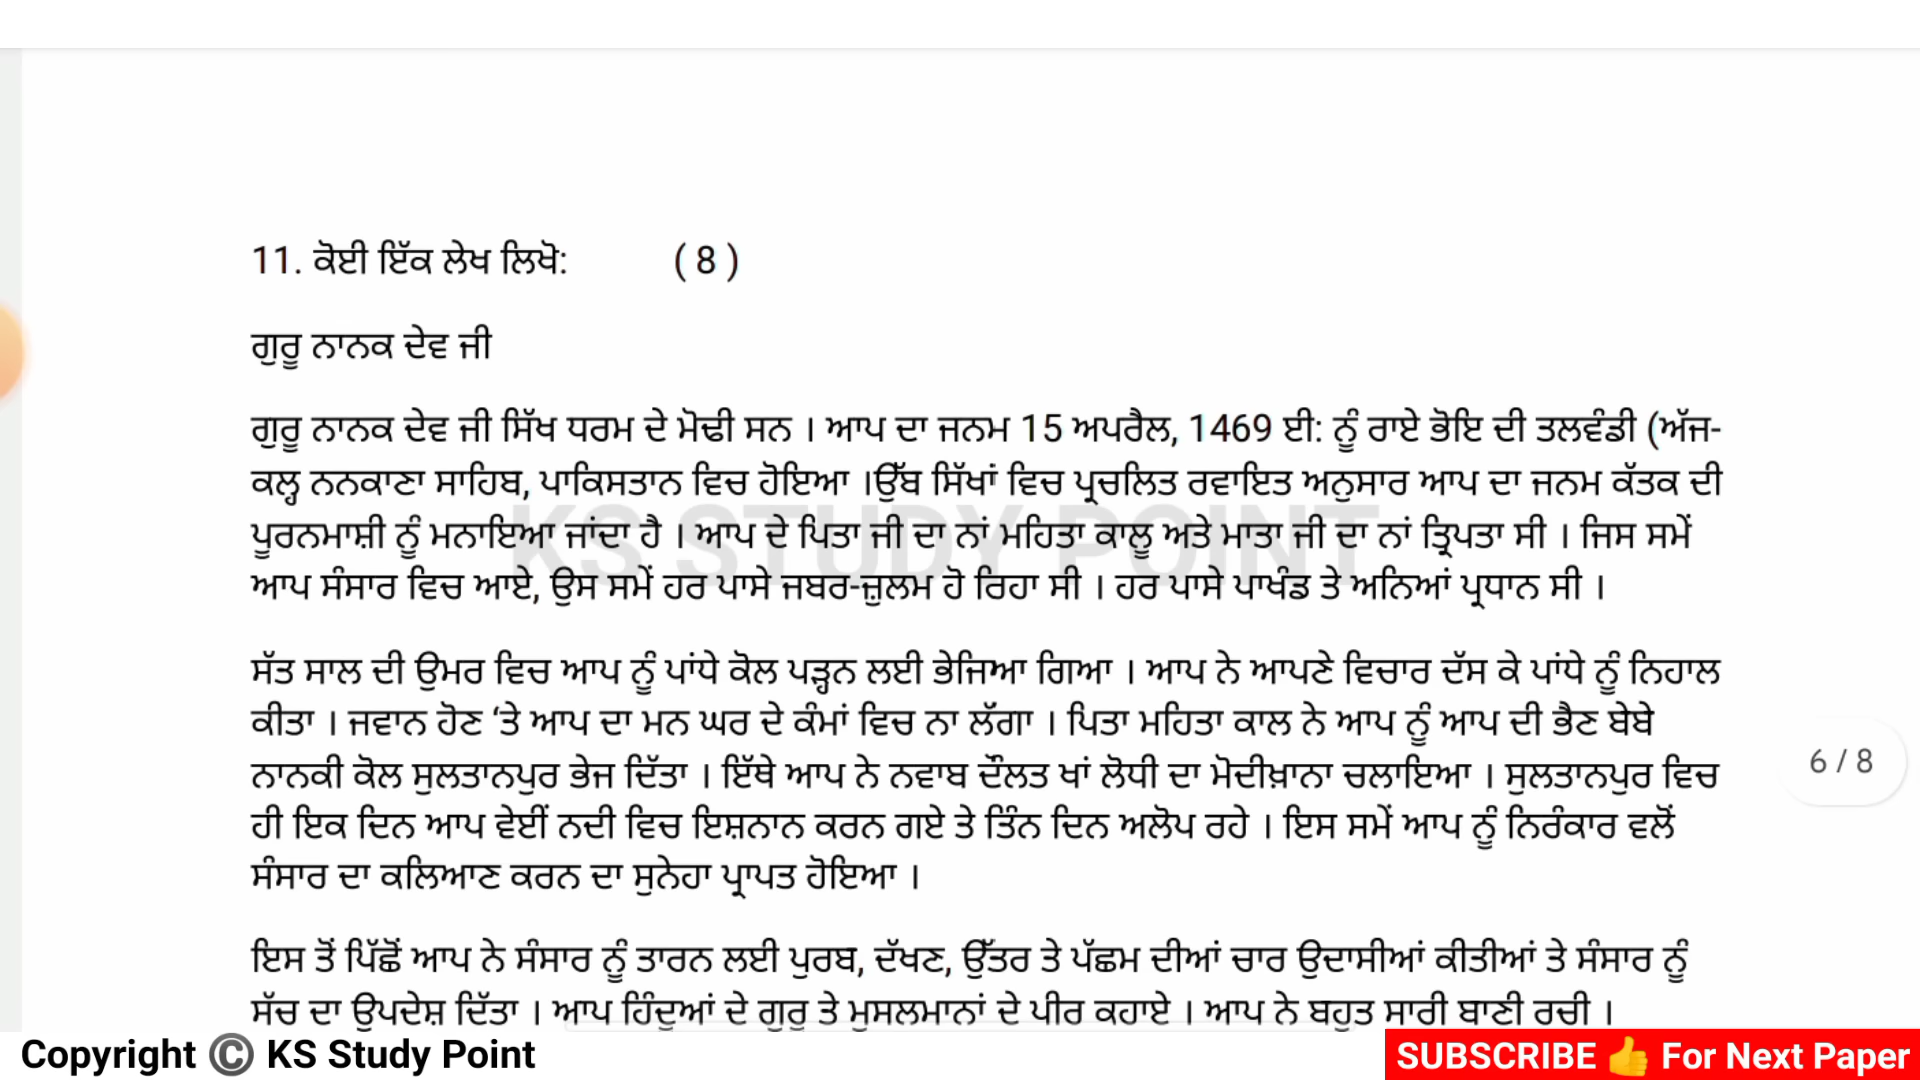 11. ਕੋਈ ਇੱਕ ਲੇਖ ਲਿਖੋ: ( 8 )
ਗੁਰੂ ਨਾਨਕ ਦੇਵ ਜੀ
ਗੁਰੂ ਨਾਨਕ ਦੇਵ ਜੀ ਸਿੱਖ ਧਰਮ ਦੇ ਮੋਢੀ ਸਨ । ਆਪ ਦਾ ਜਨਮ 15 ਅਪਰੈਲ, 1469 ਈ: ਨੂੰ ਰਾਏ ਭੋਇ ਦੀ ਤਲਵੰਡੀ (ਅੱਜ-
ਕਲ੍ਹ ਨਨਕਾਣਾ ਸਾਹਿਬ, ਪਾਕਿਸਤਾਨ ਵਿਚ ਹੋਇਆ ।ਉੱਬ ਸਿੱਖਾਂ ਵਿਚ ਪ੍ਰਚਲਿਤ ਰਵਾਇਤ ਅਨੁਸਾਰ ਆਪ ਦਾ ਜਨਮ ਕੱਤਕ ਦੀ
ਪੂਰਨਮਾਸ਼ੀ ਨੂੰ ਮਨਾਇਆ ਜਾਂਦਾ ਹੈ । ਆਪ ਦੇ ਪਿਤਾ ਜੀ ਦਾ ਨਾਂ ਮਹਿਤਾ ਕਾਲੂ ਅਤੇ ਮਾਤਾ ਜੀ ਦਾ ਨਾਂ ਤ੍ਰਿਪਤਾ ਸੀ । ਜਿਸ ਸਮੇਂ
KS STUDY POINT
ਆਪ ਸੰਸਾਰ ਵਿਚ ਆਏ, ਉਸ ਸਮੇਂ ਹਰ ਪਾਸੇ ਜਬਰ-ਜ਼ੁਲਮ ਹੋ ਰਿਹਾ ਸੀ । ਹਰ ਪਾਸੇ ਪਾਖੰਡ ਤੇ ਅਨਿਆਂ ਪ੍ਰਧਾਨ ਸੀ ।
ਸੱਤ ਸਾਲ ਦੀ ਉਮਰ ਵਿਚ ਆਪ ਨੂੰ ਪਾਂਧੇ ਕੋਲ ਪੜ੍ਹਨ ਲਈ ਭੇਜਿਆ ਗਿਆ । ਆਪ ਨੇ ਆਪਣੇ ਵਿਚਾਰ ਦੱਸ ਕੇ ਪਾਂਧੇ ਨੂੰ ਨਿਹਾਲ
ਕੀਤਾ । ਜਵਾਨ ਹੋਣ ‘ਤੇ ਆਪ ਦਾ ਮਨ ਘਰ ਦੇ ਕੰਮਾਂ ਵਿਚ ਨਾ ਲੱਗਾ । ਪਿਤਾ ਮਹਿਤਾ ਕਾਲ ਨੇ ਆਪ ਨੂੰ ਆਪ ਦੀ ਭੈਣ ਬੇਬੇ
ਨਾਨਕੀ ਕੋਲ ਸੁਲਤਾਨਪੁਰ ਭੇਜ ਦਿੱਤਾ । ਇੱਥੇ ਆਪ ਨੇ ਨਵਾਬ ਦੌਲਤ ਖਾਂ ਲੋਧੀ ਦਾ ਮੋਦੀਖ਼ਾਨਾ ਚਲਾਇਆ । ਸੁਲਤਾਨਪੁਰ ਵਿਚ
6 / 8
ਹੀ ਇਕ ਦਿਨ ਆਪ ਵੇਈਂ ਨਦੀ ਵਿਚ ਇਸ਼ਨਾਨ ਕਰਨ ਗਏ ਤੇ ਤਿੰਨ ਦਿਨ ਅਲੋਪ ਰਹੇ । ਇਸ ਸਮੇਂ ਆਪ ਨੂੰ ਨਿਰੰਕਾਰ ਵਲੋਂ
ਸੰਸਾਰ ਦਾ ਕਲਿਆਣ ਕਰਨ ਦਾ ਸੁਨੇਹਾ ਪ੍ਰਾਪਤ ਹੋਇਆ ।
ਇਸ ਤੋਂ ਪਿੱਛੋਂ ਆਪ ਨੇ ਸੰਸਾਰ ਨੂੰ ਤਾਰਨ ਲਈ ਪੁਰਬ, ਦੱਖਣ, ਉੱਤਰ ਤੇ ਪੱਛਮ ਦੀਆਂ ਚਾਰ ਉਦਾਸੀਆਂ ਕੀਤੀਆਂ ਤੇ ਸੰਸਾਰ ਨੂੰ
ਸੱਚ ਦਾ ਉਪਦੇਸ਼ ਦਿੱਤਾ । ਆਪ ਹਿੰਦੂਆਂ ਦੇ ਗੁਰੂ ਤੇ ਮੁਸਲਮਾਨਾਂ ਦੇ ਪੀਰ ਕਹਾਏ । ਆਪ ਨੇ ਬਹੁਤ ਸਾਰੀ ਬਾਣੀ ਰਚੀ ।
Copyright © KS Study Point
SUBSCRIBE 👍 For Next Paper